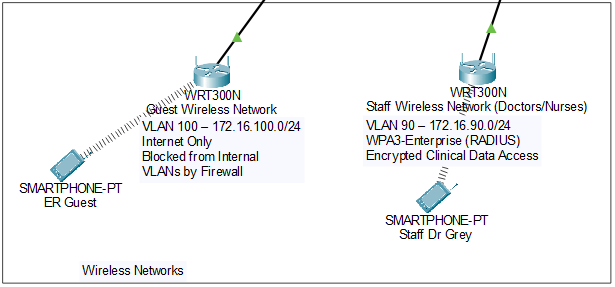 WRT300N
Guest Wireless Network
VLAN 100 – 172.16.100.0/24
Internet Only
Blocked from Internal
VLANs by Firewall
SMARTPHONE-PT
ER Guest
WRT300N
Staff Wireless Network (Doctors/Nurses)
VLAN 90 – 172.16.90.0/24
WPA3-Enterprise (RADIUS)
Encrypted Clinical Data Access
SMARTPHONE-PT
Staff Dr Grey
Wireless Networks